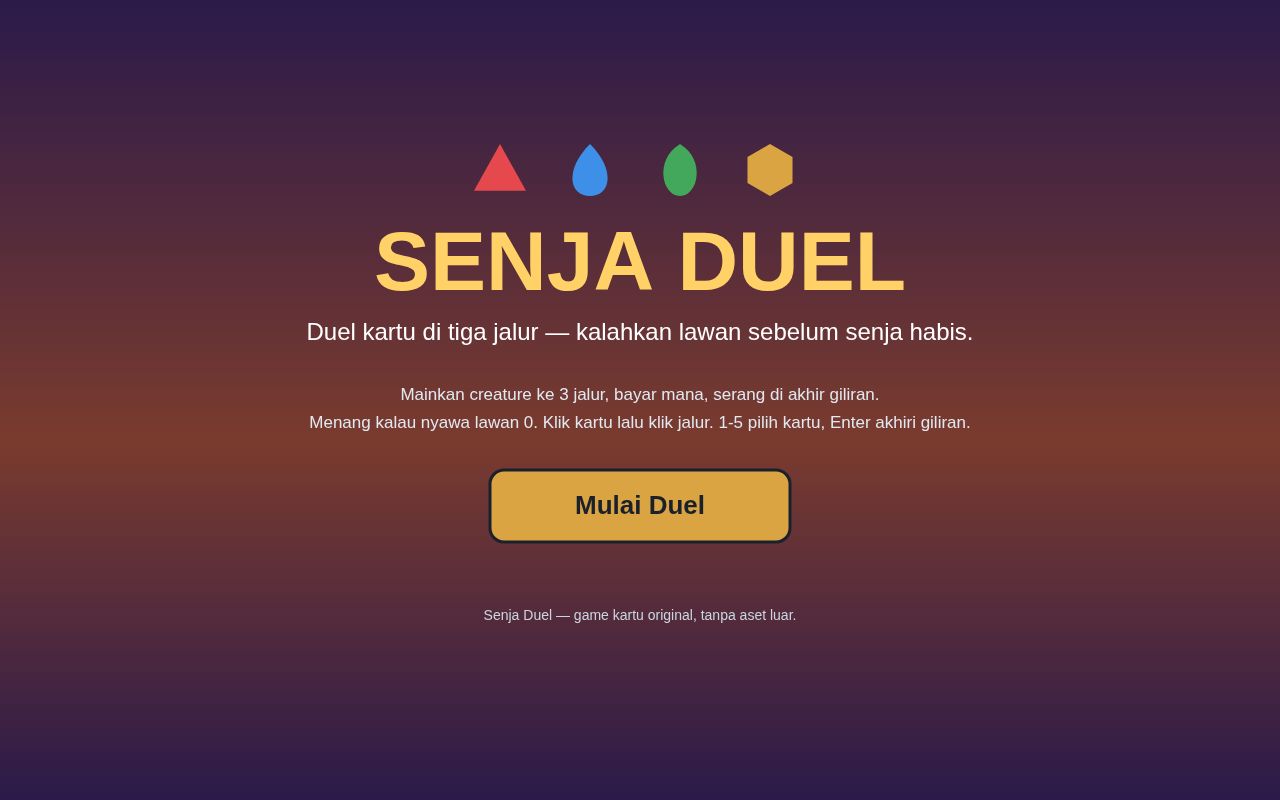 SENJA DUEL
Duel kartu di tiga jalur — kalahkan lawan sebelum senja habis.
Mainkan creature ke 3 jalur, bayar mana, serang di akhir giliran.
Menang kalau nyawa lawan 0. Klik kartu lalu klik jalur. 1-5 pilih kartu, Enter akhiri giliran.
Mulai Duel
Senja Duel — game kartu original, tanpa aset luar.